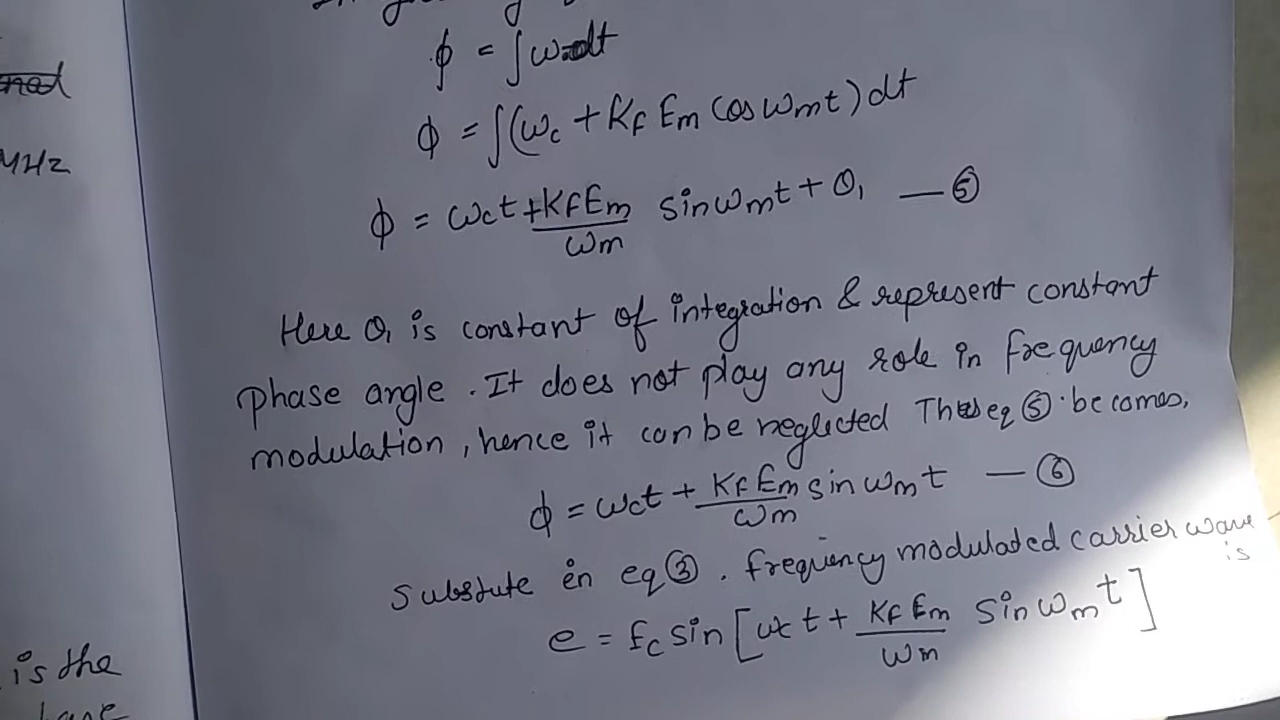 ϕ = ∫ω dt
ϕ = ∫(ωc + Kf Em cos ωmt) dt
ϕ = ωct + KfEm/ωm sin ωmt + θ1 — ⑤
Here θ1 is constant of integration & represent constant
phase angle. It does not play any role in frequency
modulation, hence it can be neglected Thus eq ⑤ becomes,
ϕ = ωct + KfEm/ωm sin ωmt — ⑥
Substute in eq ③. frequency modulated carrier wave
is
e = Ec sin [ωct + Kf Em/ωm sin ωmt]
MHz
is the